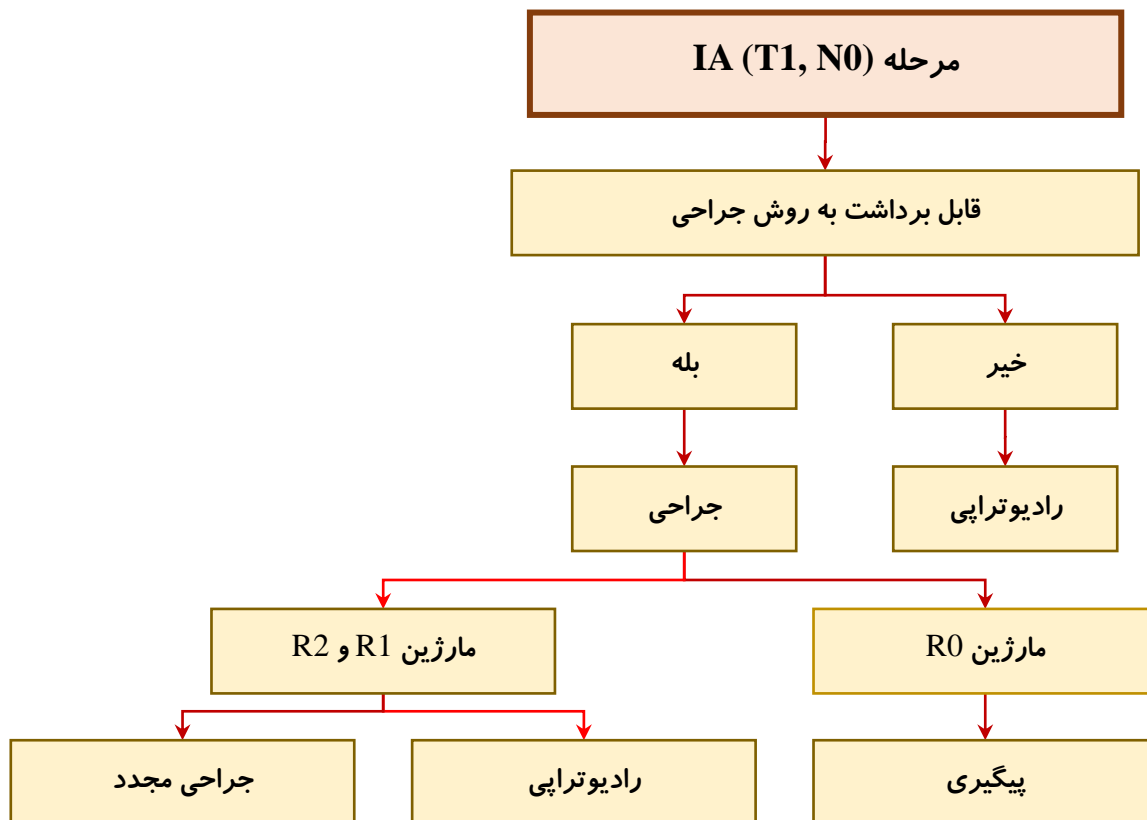 مرحله IA (T1, N0)
قابل برداشت به روش جراحی
خیر
بله
رادیوتراپی
جراحی
مارژین R0
مارژین R1 و R2
پیگیری
رادیوتراپی
جراحی مجدد